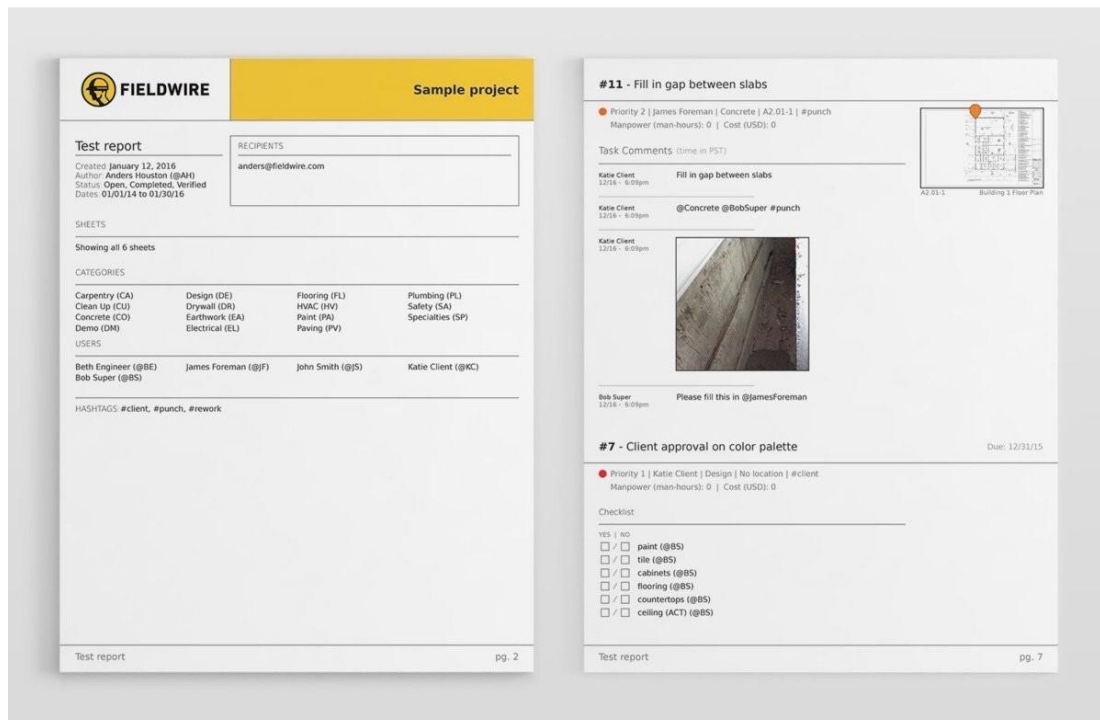 FIELDWIRE
Sample project
Test report
Created January 12, 2016
Author: Anders Houston (@AH)
Status: Open, Completed, Verified
Dates: 01/01/14 to 01/30/16
RECIPIENTS
anders@fieldwire.com
SHEETS
Showing all 6 sheets
CATEGORIES
Carpentry (CA) Design (DE) Flooring (FL) Plumbing (PL)
Clean Up (CU) Drywall (DR) HVAC (HV) Safety (SA)
Concrete (CO) Earthwork (EA) Paint (PA) Specialties (SP)
Demo (DM) Electrical (EL) Paving (PV)
USERS
Beth Engineer (@BE) James Foreman (@JF) John Smith (@JS) Katie Client (@KC)
Bob Super (@BS)
HASHTAGS #client, #punch, #rework
Test report pg. 2
#11 - Fill in gap between slabs
Priority 2 | James Foreman | Concrete | A2.01-1 | #punch
Manpower (man-hours): 0 | Cost (USD): 0
A2.01-1 Building 1 Floor Plan
Task Comments (time in PST)
Katie Client Fill in gap between slabs
12/16 - 6:09pm
Katie Client @Concrete @BobSuper #punch
12/16 - 6:09pm
Katie Client
12/16 - 6:09pm
Bob Super Please fill this in @JamesForeman
12/16 - 6:09pm
#7 - Client approval on color palette Due: 12/31/15
Priority 1 | Katie Client | Design | No location | #client
Manpower (man-hours): 0 | Cost (USD): 0
Checklist
YES | NO
/ paint (@BS)
/ tile (@BS)
/ cabinets (@BS)
/ flooring (@BS)
/ countertops (@BS)
/ ceiling (ACT) (@BS)
Test report pg. 7